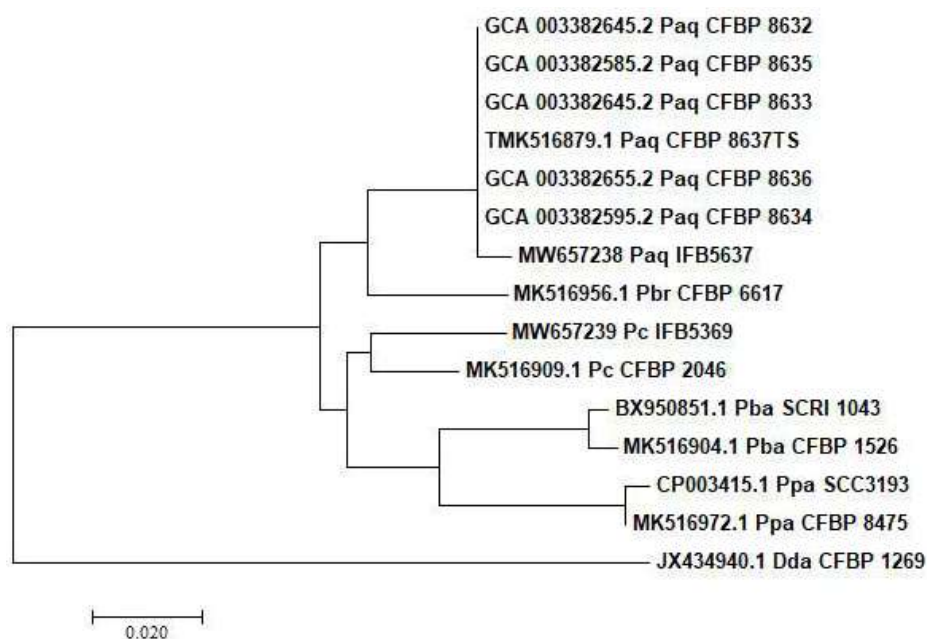 GCA 003382645.2 Paq CFBP 8632
GCA 003382585.2 Paq CFBP 8635
GCA 003382645.2 Paq CFBP 8633
TMK516879.1 Paq CFBP 8637TS
GCA 003382655.2 Paq CFBP 8636
GCA 003382595.2 Paq CFBP 8634
MW657238 Paq IFB5637
MK516956.1 Pbr CFBP 6617
MW657239 Pc IFB5369
MK516909.1 Pc CFBP 2046
BX950851.1 Pba SCRI 1043
MK516904.1 Pba CFBP 1526
CP003415.1 Ppa SCC3193
MK516972.1 Ppa CFBP 8475
JX434940.1 Dda CFBP 1269
0.020